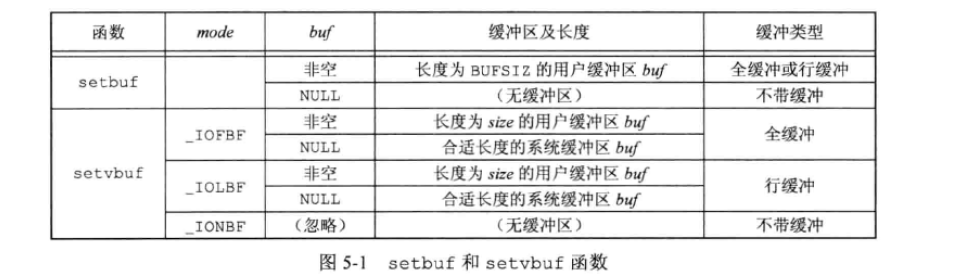 函数 mode buf 缓冲区及长度 缓冲类型
setbuf 非空 长度为 BUFSIZ 的用户缓冲区 buf 全缓冲或行缓冲
NULL （无缓冲区） 不带缓冲
setvbuf _IOFBF 非空 长度为 size 的用户缓冲区 buf 全缓冲
NULL 合适长度的系统缓冲区 buf
_IOLBF 非空 长度为 size 的用户缓冲区 buf 行缓冲
NULL 合适长度的系统缓冲区 buf
_IONBF （忽略） （无缓冲区） 不带缓冲
图 5-1 setbuf 和 setvbuf 函数